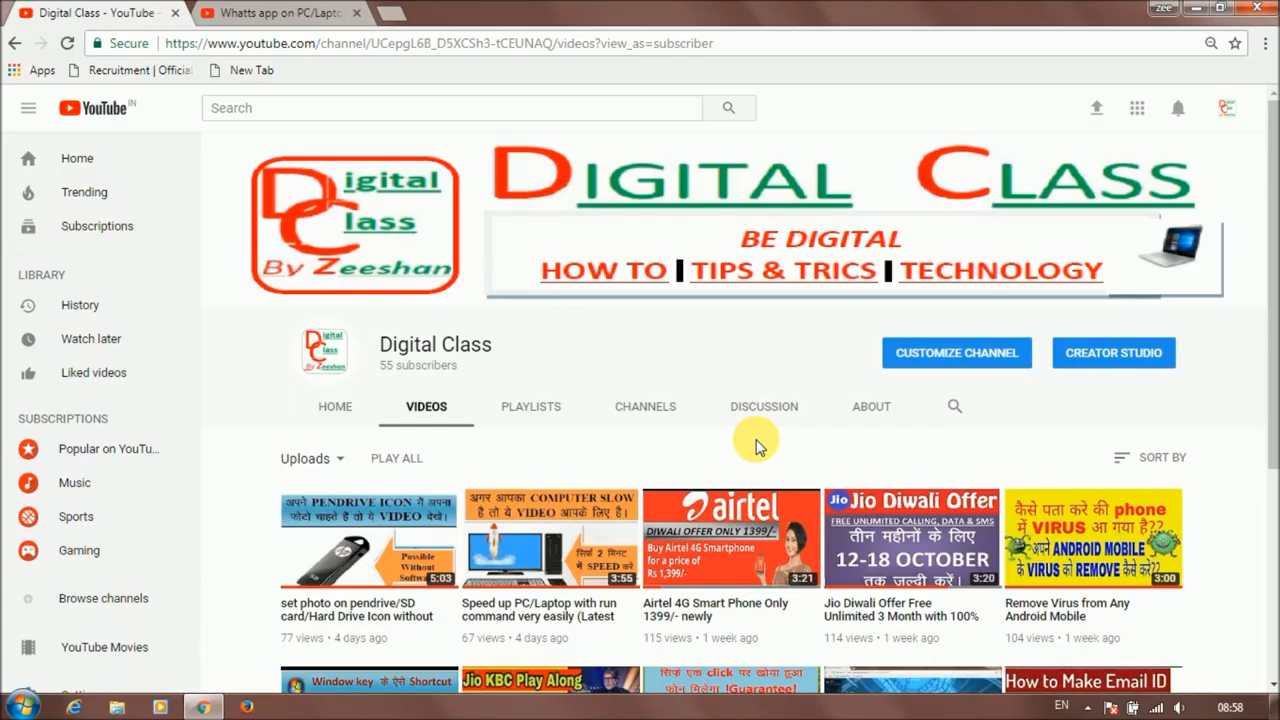 Digital Class - YouTube -
Whatts app on PC/Lapto
zee
Secure
https://www.youtube.com/channel/UCepgL6B_D5XCSh3-tCEUNAQ/videos?view_as=subscriber
Apps
Recruitment | Official
New Tab
YouTube IN
Search
Home
Trending
Subscriptions
LIBRARY
History
Watch later
Liked videos
SUBSCRIPTIONS
Popular on YouTu...
Music
Sports
Gaming
Browse channels
YouTube Movies
Digital
Class
By Zeeshan
DIGITAL CLASS
BE DIGITAL
HOW TO | TIPS & TRICS | TECHNOLOGY
Digital
Class
By Zeeshan
Digital Class
55 subscribers
CUSTOMIZE CHANNEL
CREATOR STUDIO
HOME
VIDEOS
PLAYLISTS
CHANNELS
DISCUSSION
ABOUT
Uploads
PLAY ALL
SORT BY
अपने PENDRIVE ICON में अपना
फोटो चाहते है तो ये VIDEO देखें.
Possible
Without
5:03
set photo on pendrive/SD
card/Hard Drive Icon without
77 views • 4 days ago
अगर आपका COMPUTER SLOW
है तो ये VIDEO आपके लिए है.
सिर्फ 2 मिनट
में SPEED करे
3:55
Speed up PC/Laptop with run
command very easily (Latest
67 views • 4 days ago
airtel
DIWALI OFFER ONLY 1399/-
Buy Airtel 4G Smartphone
for a price of
Rs 1,399/-
3:21
Airtel 4G Smart Phone Only
1399/- newly
115 views • 1 week ago
Jio Jio Diwali Offer
FREE UNLIMITED CALLING, DATA & SMS
तीन महीनों के लिए
12-18 OCTOBER
तक जल्दी करें.
3:20
Jio Diwali Offer Free
Unlimited 3 Month with 100%
114 views • 1 week ago
कैसे पता करे की phone
में VIRUS आ गया है??
अपने ANDROID MOBILE
के VIRUS को REMOVE कैसे करें?
3:00
Remove Virus from Any
Android Mobile
104 views • 1 week ago
Window key के ऐसे Shortcut
Jio KBC Play Along
सिर्फ एक click पर खोया हुआ
फोन मिलेगा !Guarantee!
How to Make Email ID
EN
08:58